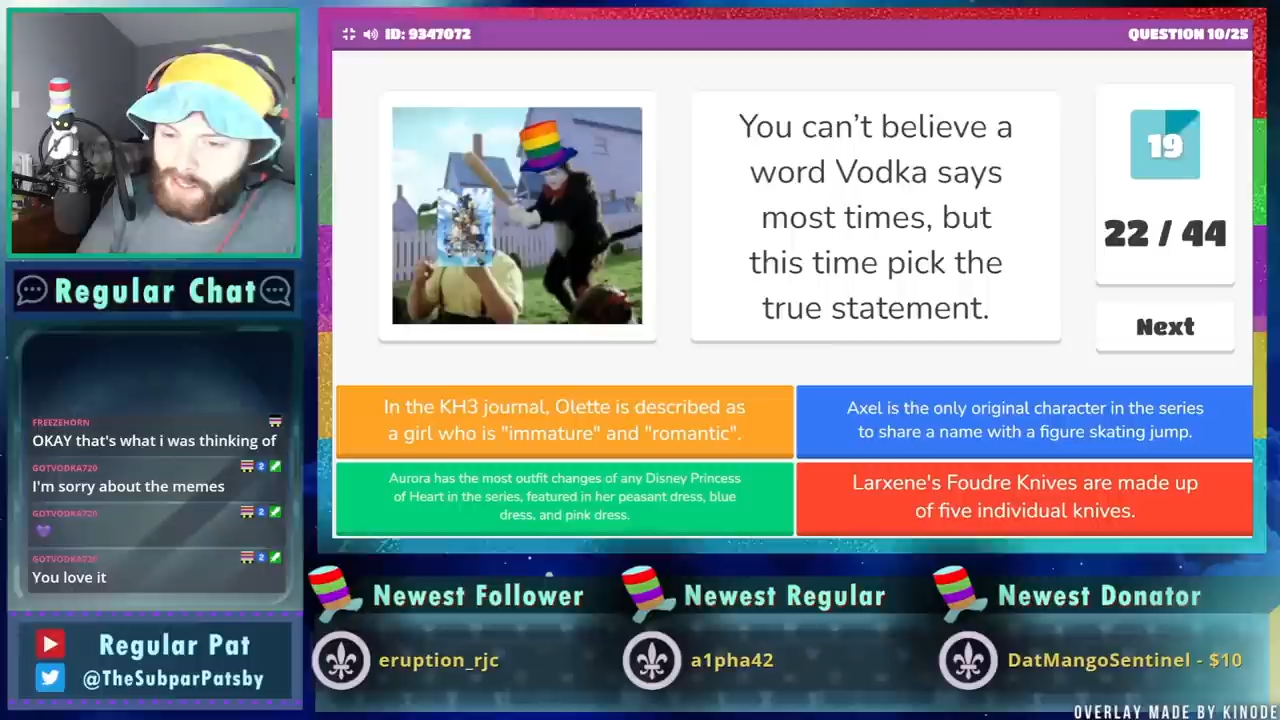 ID: 9347072
QUESTION 10/25
You can’t believe a
word Vodka says
most times, but
this time pick the
true statement.
19
22 / 44
Next
In the KH3 journal, Olette is described as
a girl who is "immature" and "romantic".
Axel is the only original character in the series
to share a name with a figure skating jump.
Aurora has the most outfit changes of any Disney Princess
of Heart in the series, featured in her peasant dress, blue
dress, and pink dress.
Larxene's Foudre Knives are made up
of five individual knives.
Regular Chat
FREEZEHORN
OKAY that's what i was thinking of
GOTVODKA720
2
I'm sorry about the memes
GOTVODKA720
2
GOTVODKA720
2
You love it
Regular Pat
@TheSubparPatsby
Newest Follower
eruption_rjc
Newest Regular
a1pha42
Newest Donator
DatMangoSentinel - $10
OVERLAY MADE BY KINODE